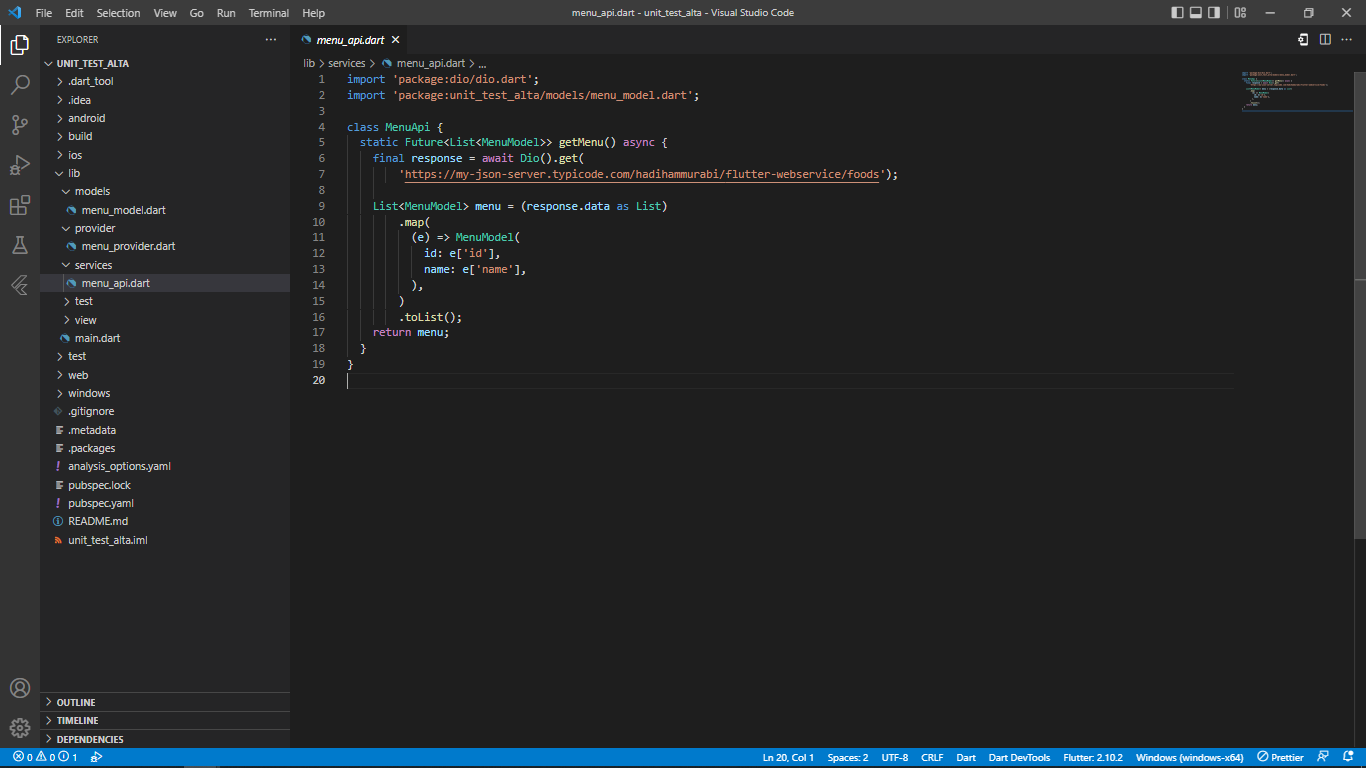 File Edit Selection View Go Run Terminal Help
menu_api.dart - unit_test_alta - Visual Studio Code
EXPLORER
UNIT_TEST_ALTA
.dart_tool
.idea
android
build
ios
lib
models
menu_model.dart
provider
menu_provider.dart
services
menu_api.dart
test
view
main.dart
test
web
windows
.gitignore
.metadata
.packages
analysis_options.yaml
pubspec.lock
pubspec.yaml
README.md
unit_test_alta.iml
OUTLINE
TIMELINE
DEPENDENCIES
menu_api.dart
lib > services > menu_api.dart > ...
1 import 'package:dio/dio.dart';
2 import 'package:unit_test_alta/models/menu_model.dart';
3
4 class MenuApi {
5 static Future<List<MenuModel>> getMenu() async {
6 final response = await Dio().get(
7 'https://my-json-server.typicode.com/hadihammurabi/flutter-webservice/foods');
8
9 List<MenuModel> menu = (response.data as List)
10 .map(
11 (e) => MenuModel(
12 id: e['id'],
13 name: e['name'],
14 ),
15 )
16 .toList();
17 return menu;
18 }
19 }
20
0 0 1
Ln 20, Col 1 Spaces: 2 UTF-8 CRLF Dart Dart DevTools Flutter: 2.10.2 Windows (windows-x64) Prettier